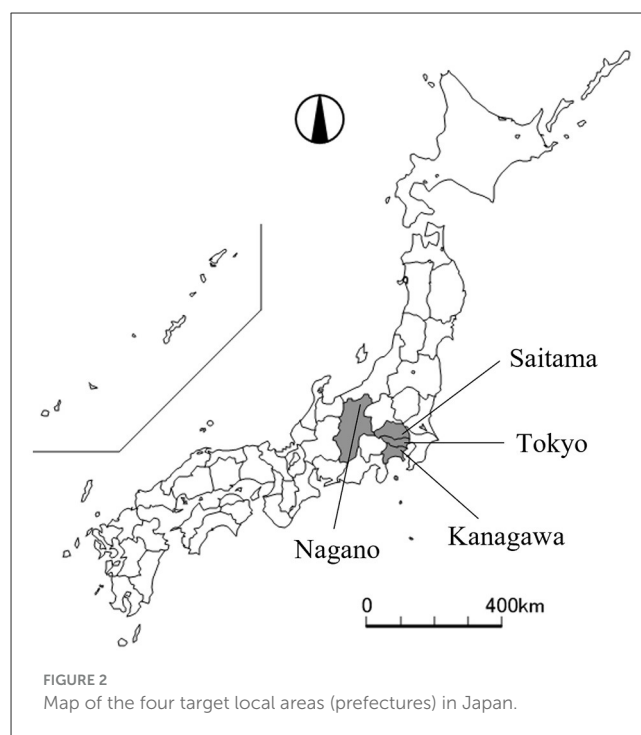 Saitama
Tokyo
Kanagawa
Nagano
0 400km
FIGURE 2
Map of the four target local areas (prefectures) in Japan.